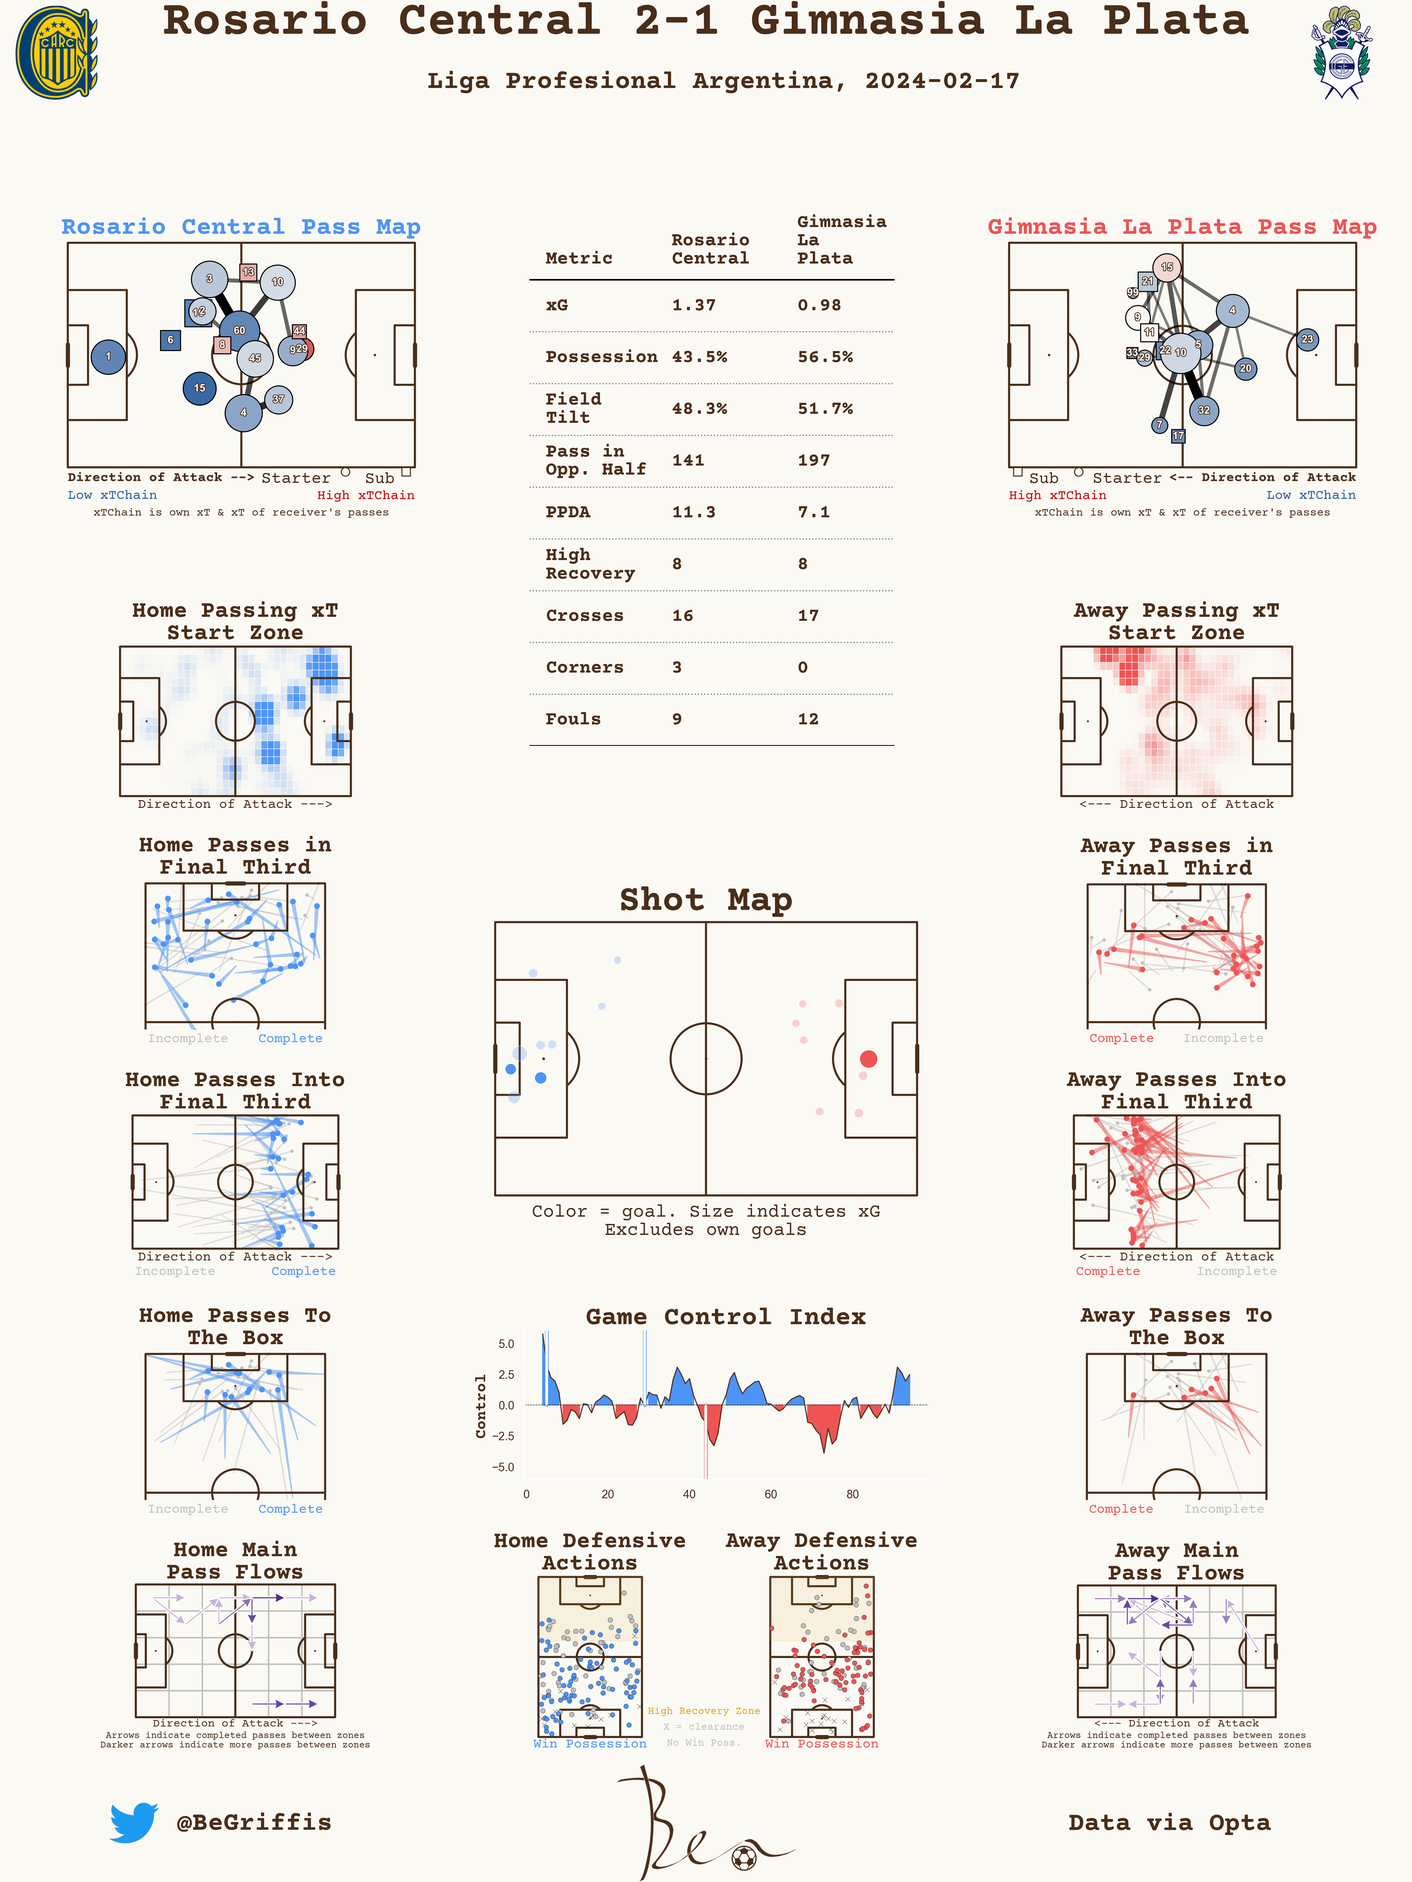 Rosario Central 2-1 Gimnasia La Plata
Liga Profesional Argentina, 2024-02-17
CARC
Rosario Central Pass Map
3
13
10
2
60
6
8
44
9
29
1
45
15
37
4
Direction of Attack --> Starter Sub
Low xTChain High xTChain
xTChain is own xT & xT of receiver's passes
Metric Rosario Central Gimnasia La Plata
xG 1.37 0.98
Possession 43.5% 56.5%
Field Tilt 48.3% 51.7%
Pass in Opp. Half 141 197
PPDA 11.3 7.1
High Recovery 8 8
Crosses 16 17
Corners 3 0
Fouls 9 12
Gimnasia La Plata Pass Map
15
21
99
9
4
11
5
23
33
29
22
10
20
32
7
17
Sub Starter <-- Direction of Attack
High xTChain Low xTChain
xTChain is own xT & xT of receiver's passes
Home Passing xT
Start Zone
Direction of Attack --->
Away Passing xT
Start Zone
<--- Direction of Attack
Home Passes in
Final Third
Incomplete Complete
Shot Map
Color = goal. Size indicates xG
Excludes own goals
Away Passes in
Final Third
Complete Incomplete
Home Passes Into
Final Third
Direction of Attack --->
Incomplete Complete
Away Passes Into
Final Third
<--- Direction of Attack
Complete Incomplete
Home Passes To
The Box
Incomplete Complete
Game Control Index
Control
5.0
2.5
0.0
−2.5
−5.0
0 20 40 60 80
Away Passes To
The Box
Complete Incomplete
Home Main
Pass Flows
Direction of Attack --->
Arrows indicate completed passes between zones
Darker arrows indicate more passes between zones
Home Defensive
Actions
Win Possession
Away Defensive
Actions
Win Possession
High Recovery Zone
X = clearance
No Win Poss.
Away Main
Pass Flows
<--- Direction of Attack
Arrows indicate completed passes between zones
Darker arrows indicate more passes between zones
@BeGriffis
Ben
Data via Opta